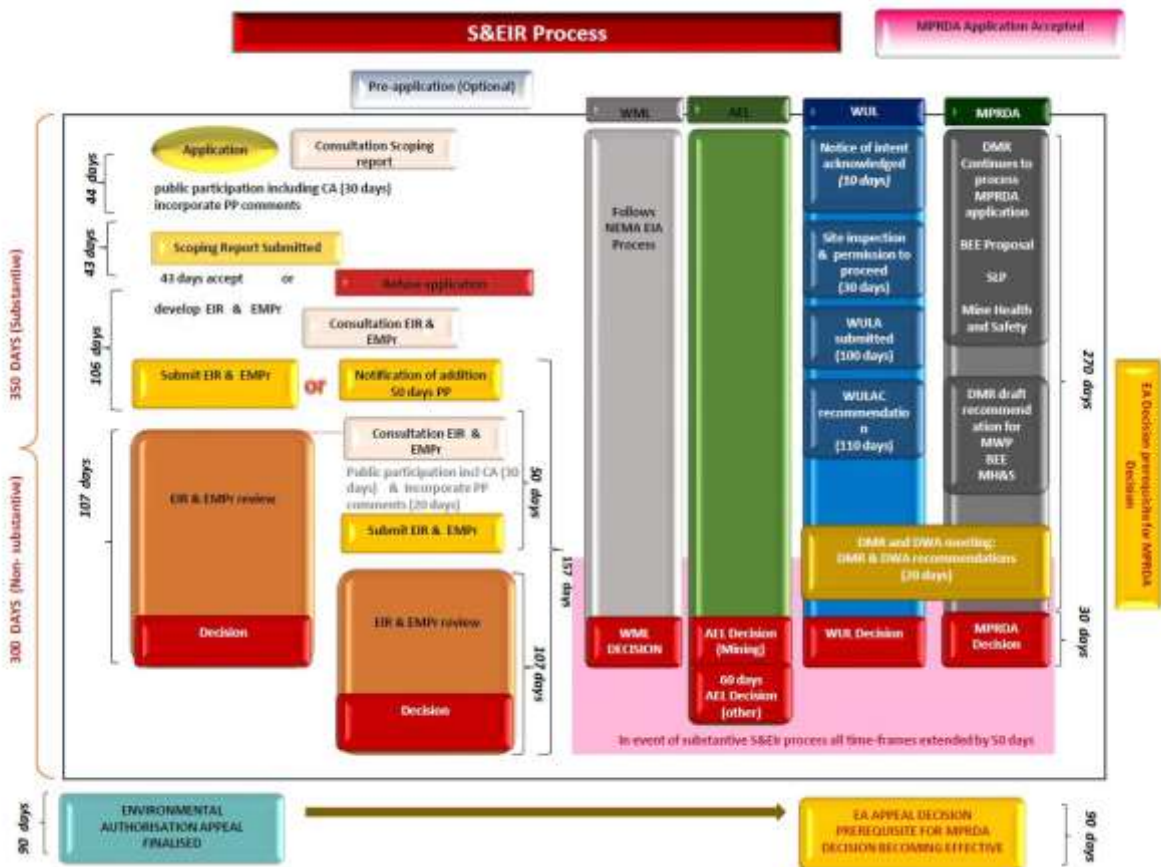 S&EIR Process
MPRDA Application Accepted
Pre-application (Optional)
WML
AEL
WUL
MPRDA
350 DAYS (Substantive)
300 DAYS (Non- substantive)
44 days
43 days
106 days
107 days
Application
Consultation Scoping
report
public participation including CA (30 days)
incorporate PP comments
Scoping Report Submitted
43 days accept or
Refuse application
develop EIR & EMPr
Consultation EIR &
EMPr
Submit EIR & EMPr
or
Notification of addition
50 days PP
Consultation EIR &
EMPr
Public participation incl CA (30
days) & incorporate PP
comments (20 days)
Submit EIR & EMPr
EIR & EMPr review
Decision
EIR & EMPr review
Decision
50 days
157 days
107 days
Follows
NEMA EIA
Process
WML
DECISION
AEL Decision
(Mining)
60 days
AEL Decision
(other)
Notice of intent
acknowledged
(10 days)
Site inspection
& permission to
proceed
(30 days)
WULA
submitted
(100 days)
WULAC
recommendatio
n
(110 days)
DMR
Continues to
process
MPRDA
application
BEE Proposal
SLP
Mine Health
and Safety
DMR draft
recommend
ation for
MWP
BEE
MH&S
DMR and DWA meeting:
DMR & DWA recommendations
(20 days)
WUL Decision
MPRDA
Decision
270 days
30 days
EA Decision prerequisite for MPRDA
Decision
In event of substantive S&EIr process all time-frames extended by 50 days
90 days
ENVIRONMENTAL
AUTHORISATION APPEAL
FINALISED
EA APPEAL DECISION
PREREQUISITE FOR MPRDA
DECISION BECOMING EFFECTIVE
90 days